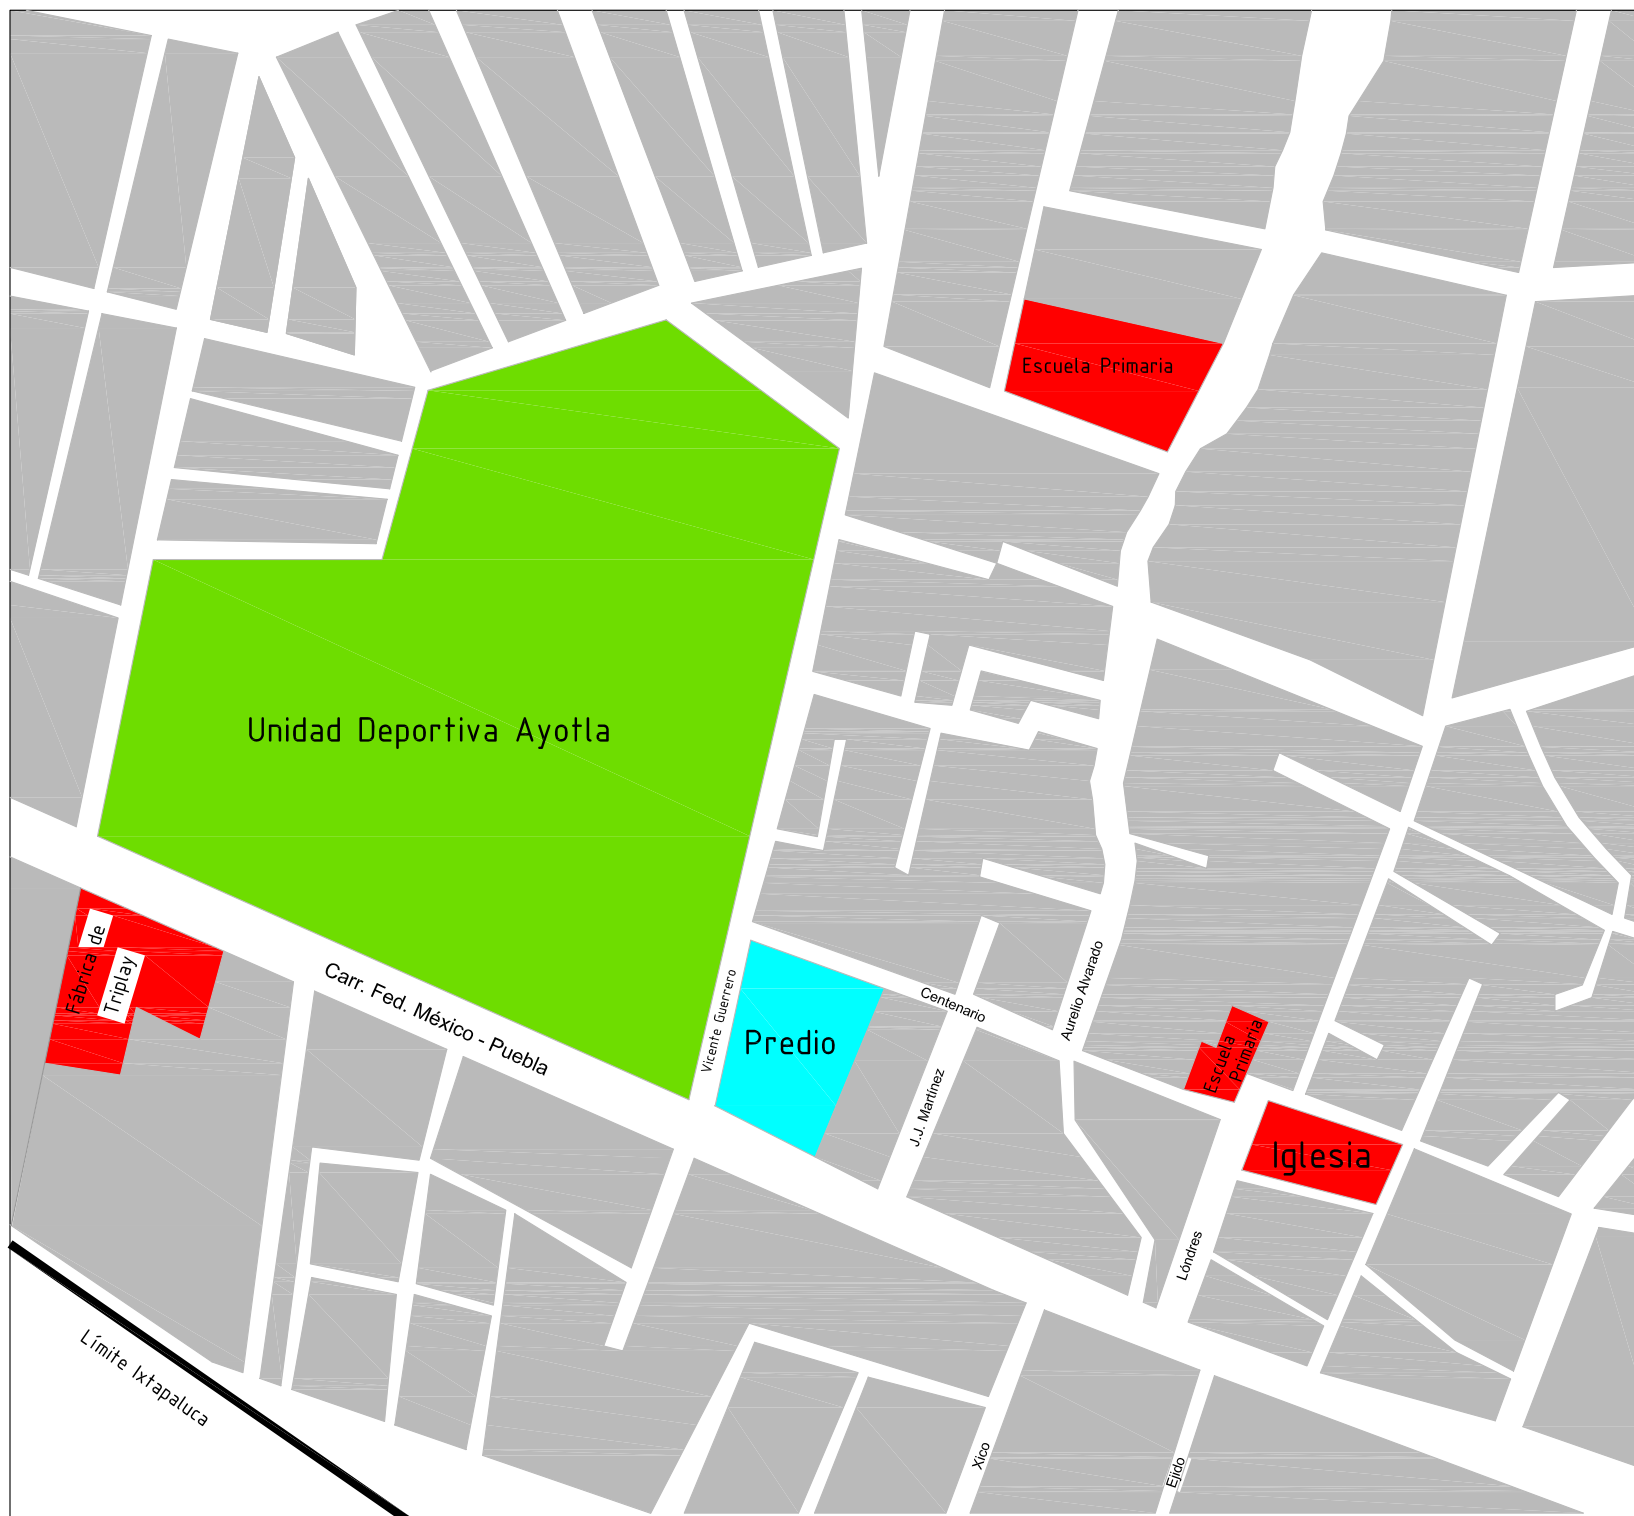 Escuela Primaria
Unidad Deportiva Ayotla
Fábrica de
Triplay
Carr. Fed. México - Puebla
Vicente Guerrero
Predio
Centenario
Aurelio Alvarado
J.J. Martínez
Escuela
Primaria
Iglesia
Lóndres
Límite Ixtapaluca
Xico
Ejido